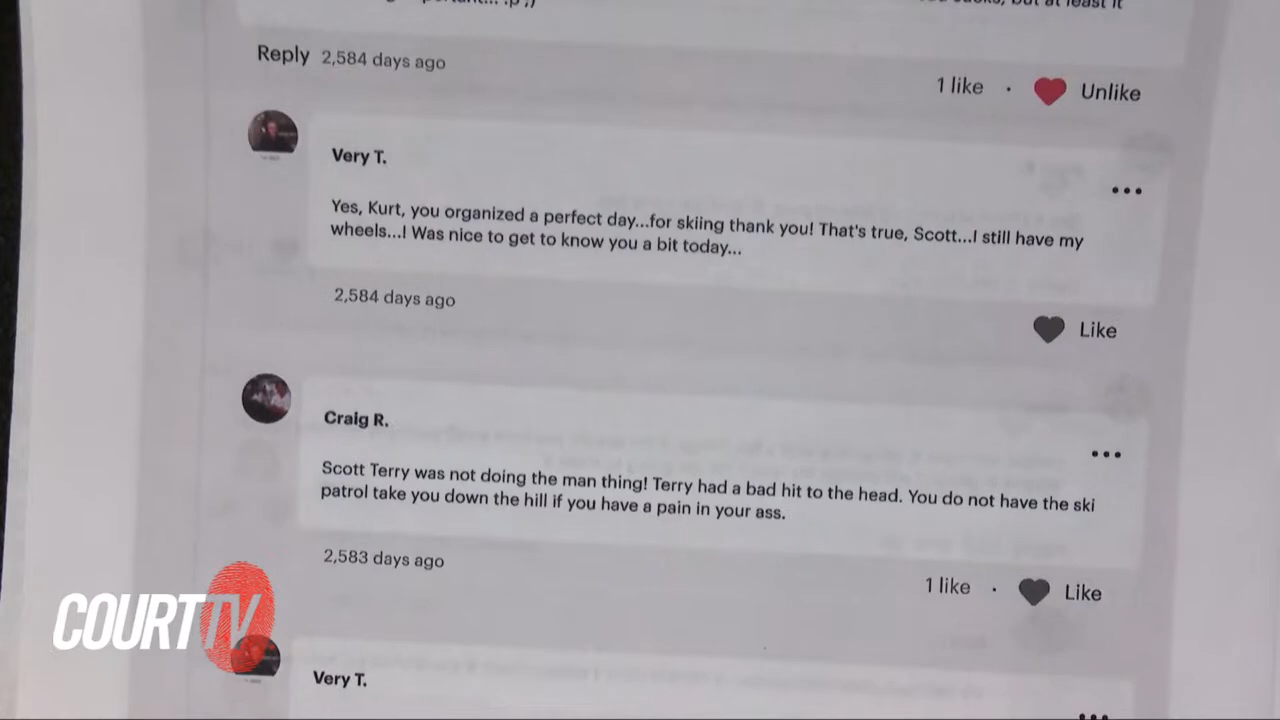 but at least it
Reply 2,584 days ago
1 like · Unlike
Very T.
Yes, Kurt, you organized a perfect day...for skiing thank you! That's true, Scott...I still have my
wheels...! Was nice to get to know you a bit today...
2,584 days ago
Like
Craig R.
Scott Terry was not doing the man thing! Terry had a bad hit to the head. You do not have the ski
patrol take you down the hill if you have a pain in your ass.
2,583 days ago
1 like · Like
COURT TV
Very T.